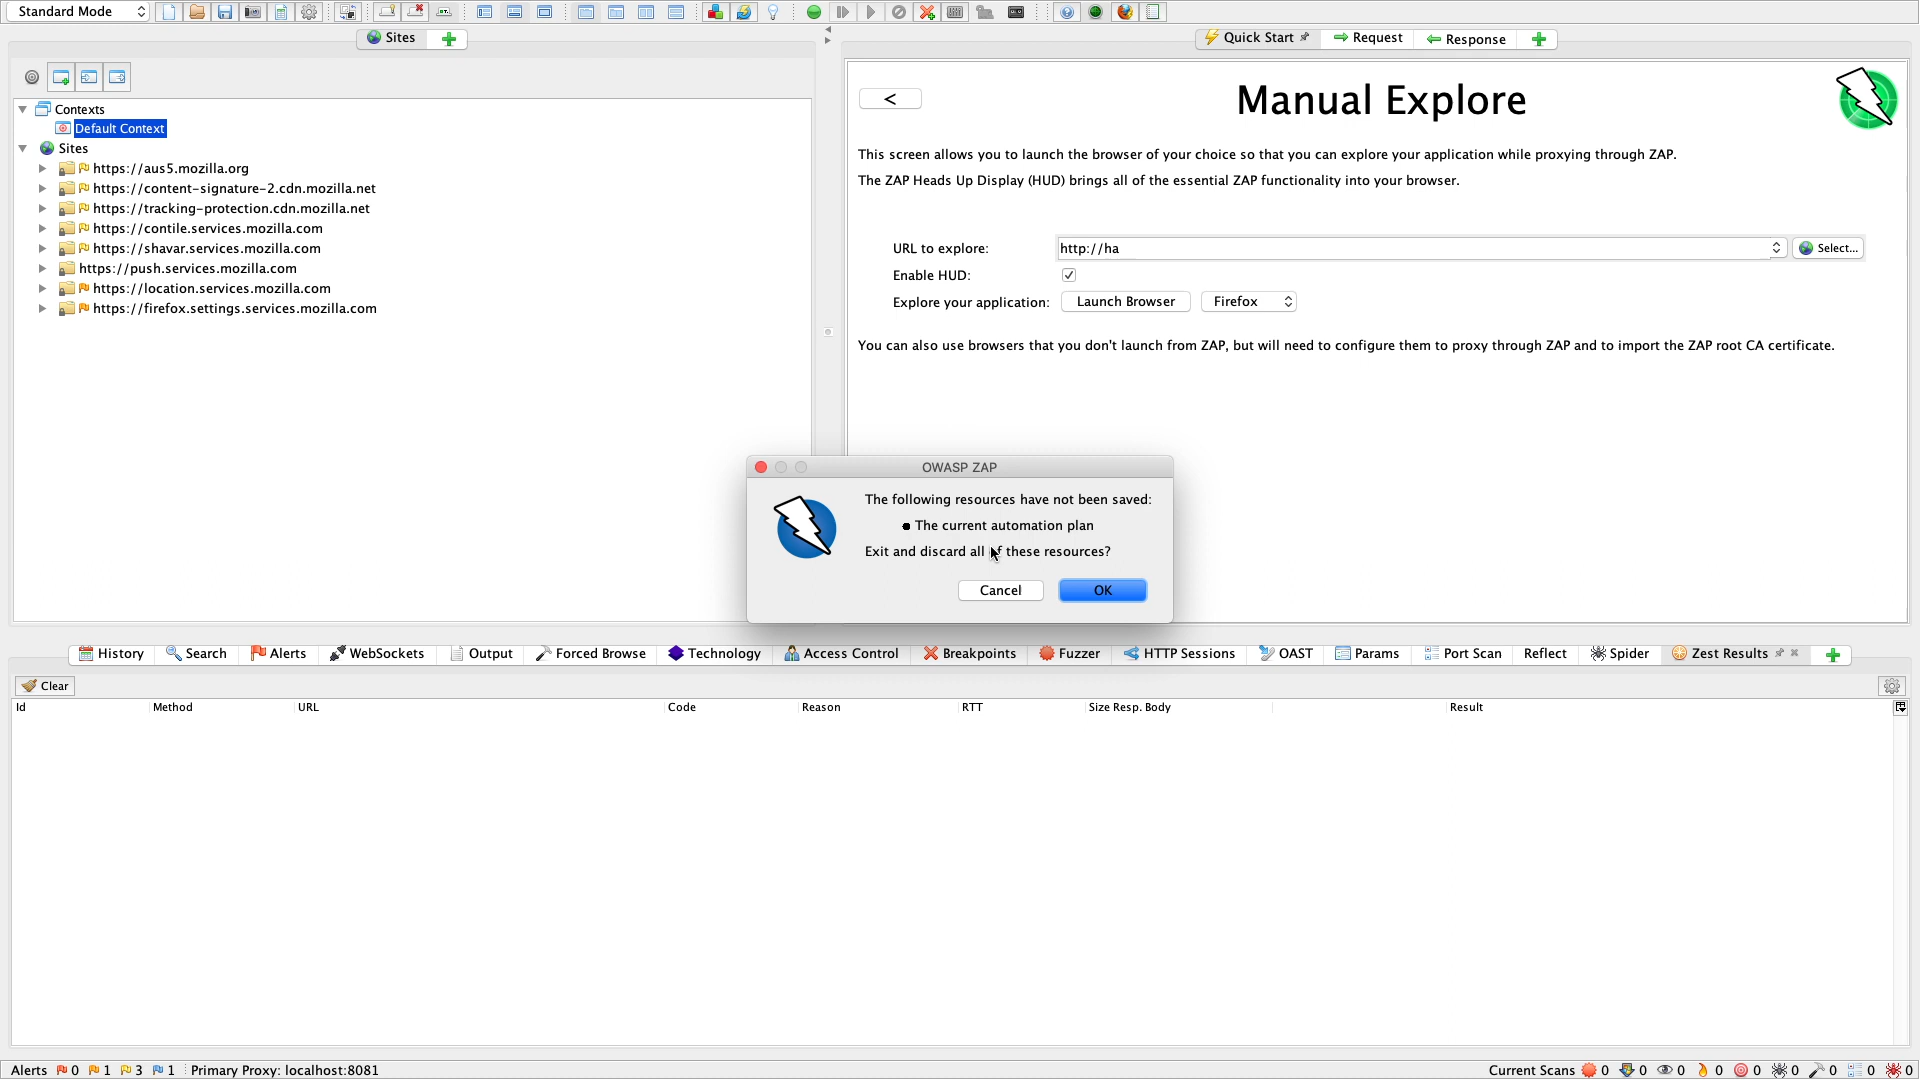 Standard Mode
Sites
Quick Start
Request
Response
Contexts
Default Context
Sites
https://aus5.mozilla.org
https://content-signature-2.cdn.mozilla.net
https://tracking-protection.cdn.mozilla.net
https://contile.services.mozilla.com
https://shavar.services.mozilla.com
https://push.services.mozilla.com
https://location.services.mozilla.com
https://firefox.settings.services.mozilla.com
<
Manual Explore
This screen allows you to launch the browser of your choice so that you can explore your application while proxying through ZAP.
The ZAP Heads Up Display (HUD) brings all of the essential ZAP functionality into your browser.
URL to explore: http://ha Select...
Enable HUD:
Explore your application: Launch Browser Firefox
You can also use browsers that you don't launch from ZAP, but will need to configure them to proxy through ZAP and to import the ZAP root CA certificate.
OWASP ZAP
The following resources have not been saved:
● The current automation plan
Exit and discard all of these resources?
Cancel OK
History Search Alerts WebSockets Output Forced Browse Technology Access Control Breakpoints Fuzzer HTTP Sessions OAST Params Port Scan Reflect Spider Zest Results
Clear
Id Method URL Code Reason RTT Size Resp. Body Result
Alerts 0 1 3 1 Primary Proxy: localhost:8081 Current Scans 0 0 0 0 0 0 0 0 0